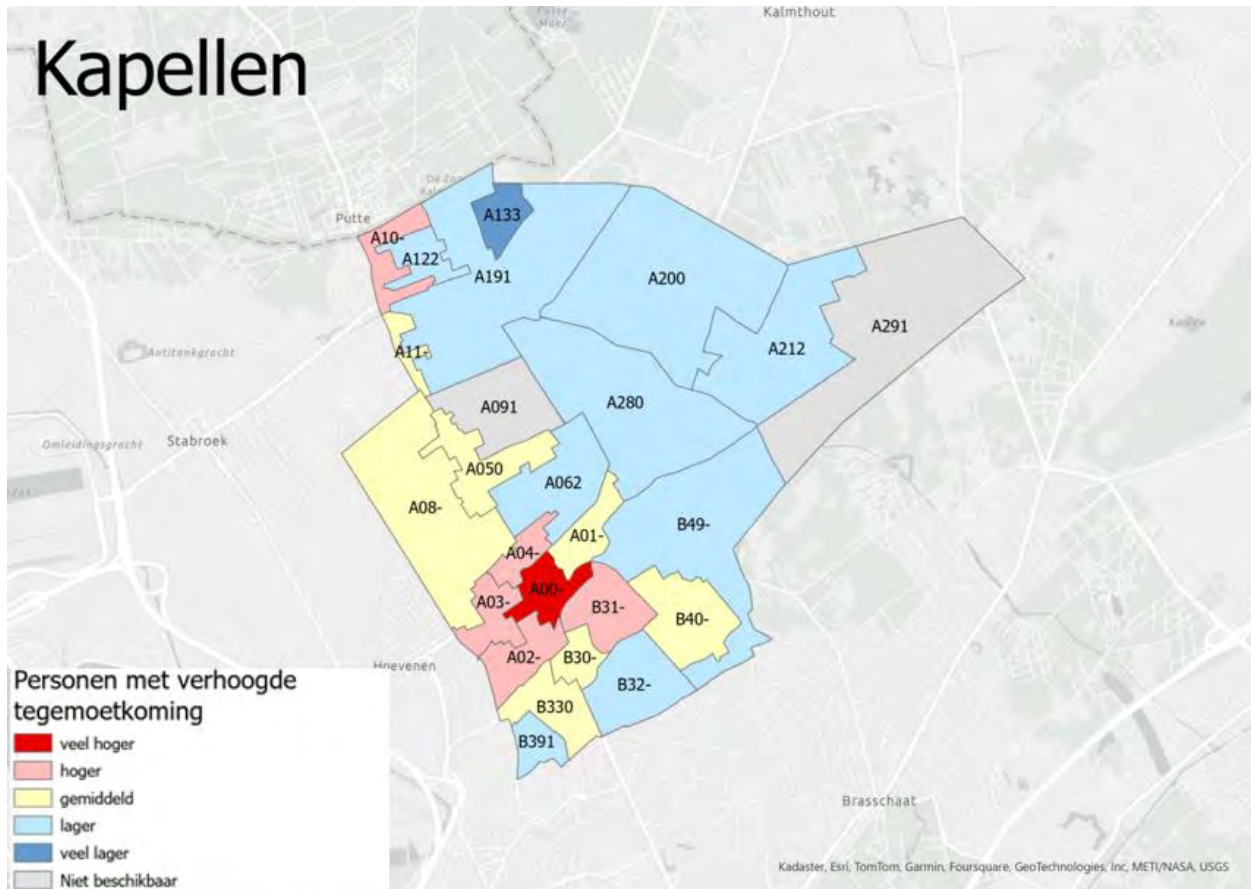 Kapellen
Kalmthout
Putte
A10-
A122
A133
A191
A200
A212
A291
A11-
Antitankgracht
A091
A280
Stabroek
Omleidingsgracht
A050
A062
A08-
A01-
B49-
A04-
A00-
A03-
B31-
B40-
A02-
B30-
B32-
Hoevenen
B330
B391
Brasschaat
Personen met verhoogde
tegemoetkoming
veel hoger
hoger
gemiddeld
lager
veel lager
Niet beschikbaar
Kadaster, Esri, TomTom, Garmin, Foursquare, GeoTechnologies, Inc, METI/NASA, USGS